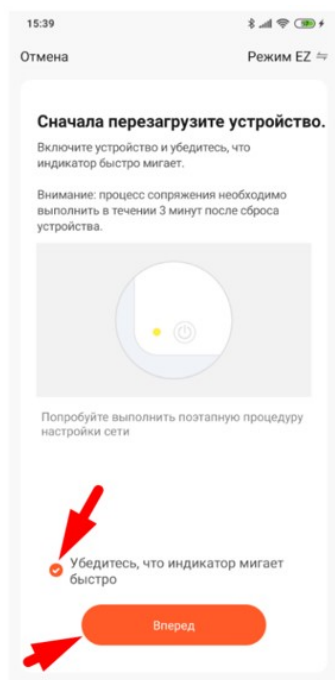 15:39
Отмена
Режим EZ
Сначала перезагрузите устройство.
Включите устройство и убедитесь, что
индикатор быстро мигает.
Внимание: процесс сопряжения необходимо
выполнить в течении 3 минут после сброса
устройства.
Попробуйте выполнить поэтапную процедуру
настройки сети
Убедитесь, что индикатор мигает
быстро
Вперед